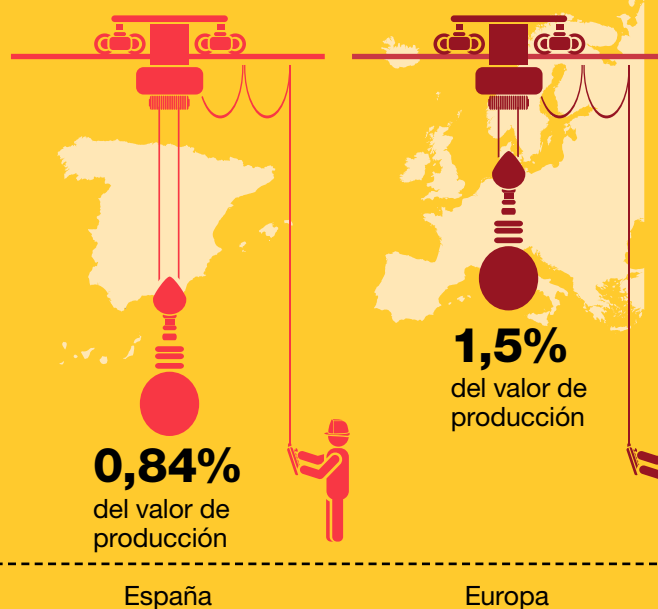 1,5%
del valor de
producción
0,84%
del valor de
producción
España
Europa